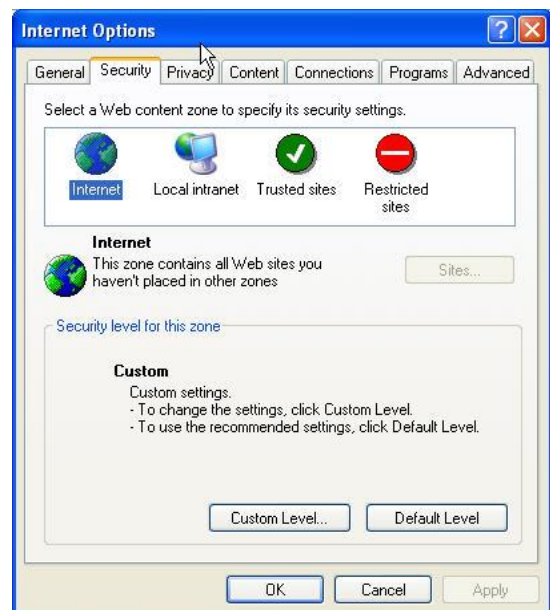 Internet Options
General Security Privacy Content Connections Programs Advanced
Select a Web content zone to specify its security settings.
Internet Local intranet Trusted sites Restricted
sites
Internet
This zone contains all Web sites you
haven't placed in other zones
Sites...
Security level for this zone
Custom
Custom settings.
- To change the settings, click Custom Level.
- To use the recommended settings, click Default Level.
Custom Level... Default Level
OK Cancel Apply